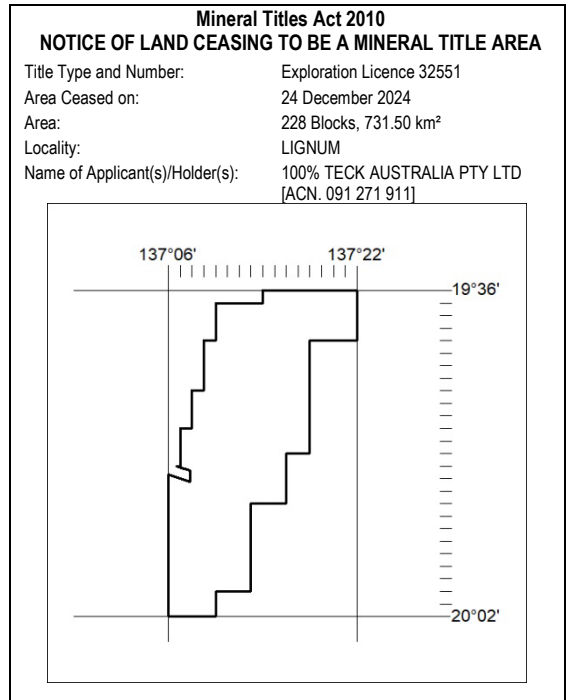 Mineral Titles Act 2010
NOTICE OF LAND CEASING TO BE A MINERAL TITLE AREA
Title Type and Number: Exploration Licence 32551
Area Ceased on: 24 December 2024
Area: 228 Blocks, 731.50 km²
Locality: LIGNUM
Name of Applicant(s)/Holder(s): 100% TECK AUSTRALIA PTY LTD
[ACN. 091 271 911]
137°06' 137°22'
19°36'
20°02'